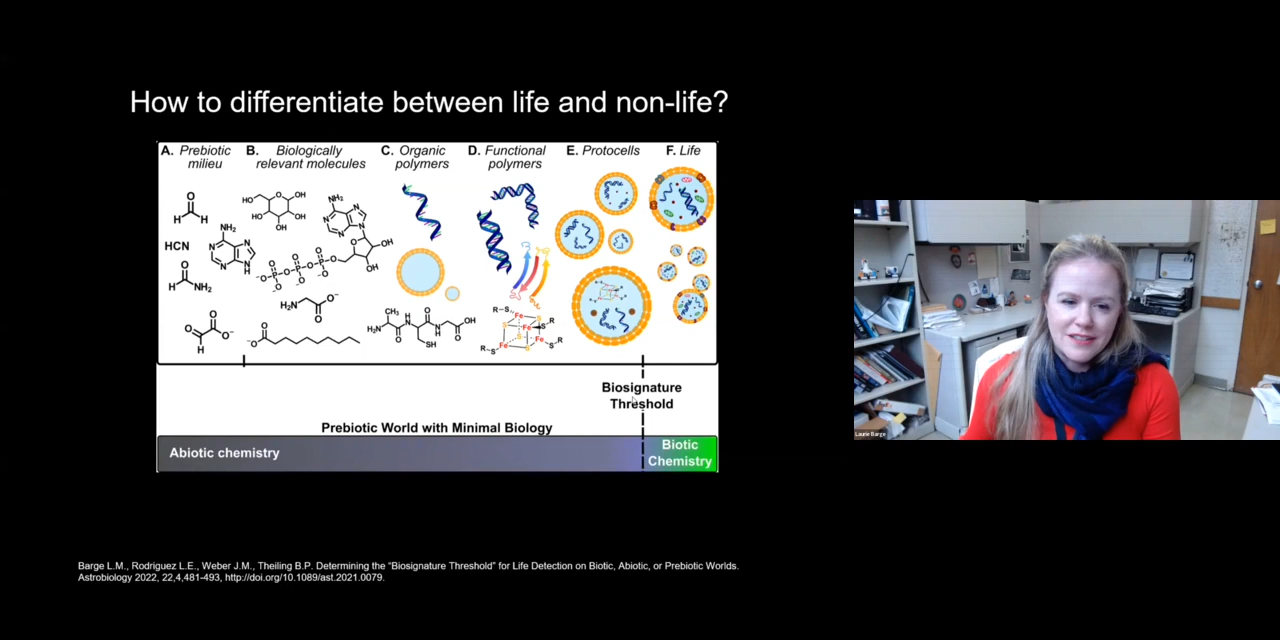 How to differentiate between life and non-life?
A. Prebiotic milieu
B. Biologically relevant molecules
C. Organic polymers
D. Functional polymers
E. Protocells
F. Life
Biosignature
Threshold
Prebiotic World with Minimal Biology
Abiotic chemistry
Biotic
Chemistry
Barge L.M., Rodriguez L.E., Weber J.M., Theiling B.P. Determining the "Biosignature Threshold" for Life Detection on Biotic, Abiotic, or Prebiotic Worlds.
Astrobiology 2022, 22,4,481-493, http://doi.org/10.1089/ast.2021.0079.
Laurie Barge
HCN